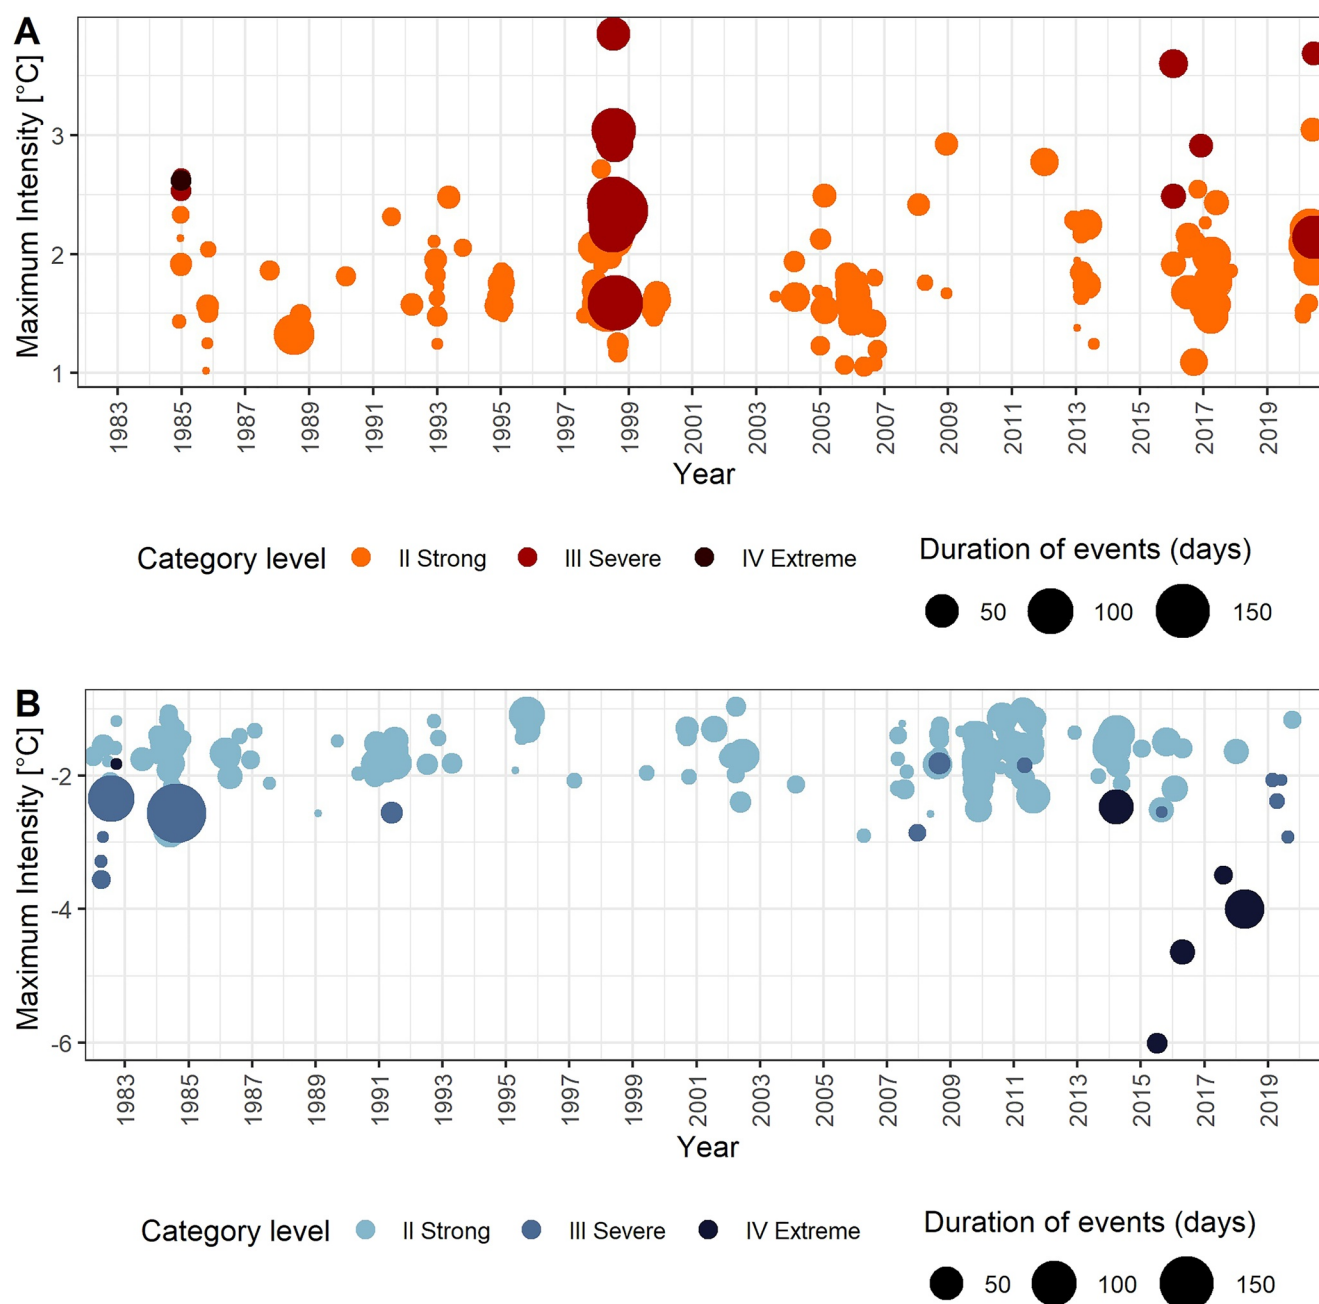 A
Maximum Intensity [°C]
3
2
1
1983 1985 1987 1989 1991 1993 1995 1997 1999 2001 2003 2005 2007 2009 2011 2013 2015 2017 2019
Year
Category level II Strong III Severe IV Extreme
Duration of events (days)
50 100 150
B
Maximum Intensity [°C]
-2
-4
-6
1983 1985 1987 1989 1991 1993 1995 1997 1999 2001 2003 2005 2007 2009 2011 2013 2015 2017 2019
Year
Category level II Strong III Severe IV Extreme
Duration of events (days)
50 100 150